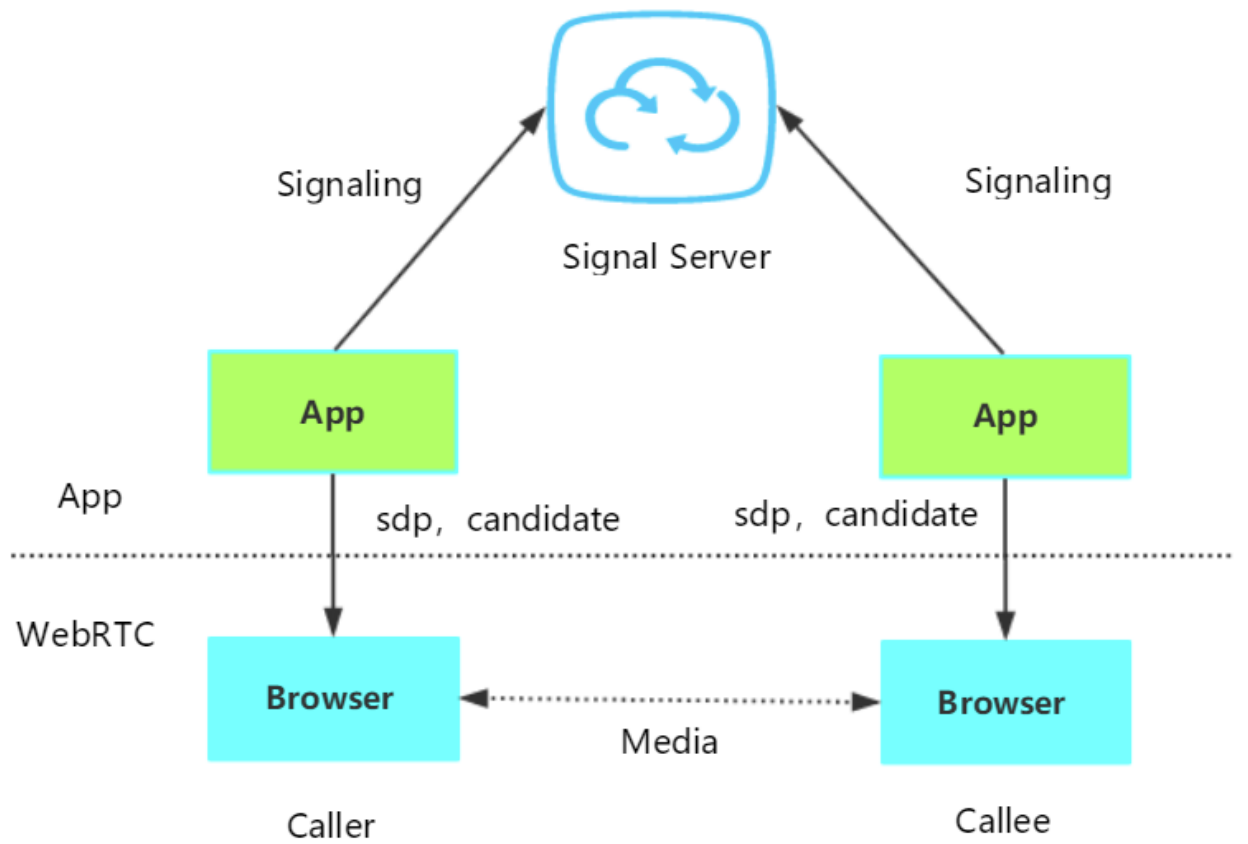 Signaling
Signaling
Signal Server
App
App
App
sdp，candidate
sdp，candidate
WebRTC
Browser
Browser
Media
Caller
Callee